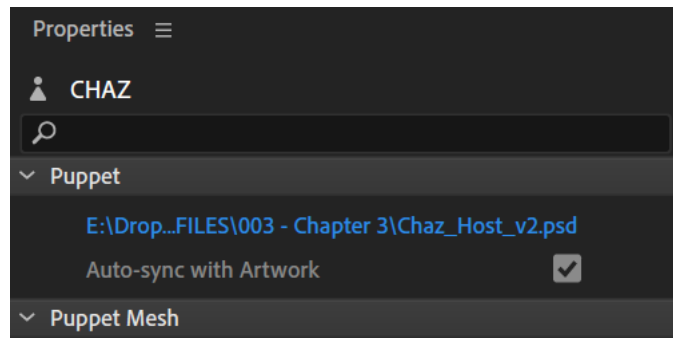 Properties
CHAZ
Puppet
E:\Drop...FILES\003 - Chapter 3\Chaz_Host_v2.psd
Auto-sync with Artwork
Puppet Mesh